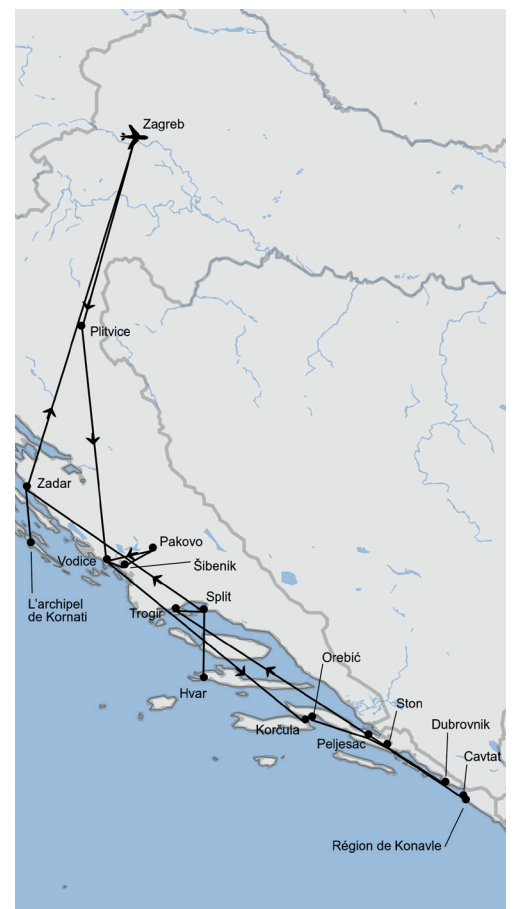 Zagreb
Plitvice
Zadar
Pakovo
Vodice
Šibenik
L'archipel
de Kornati
Split
Trogir
Orebić
Hvar
Ston
Korčula
Dubrovnik
Peljesac
Cavtat
Région de Konavle